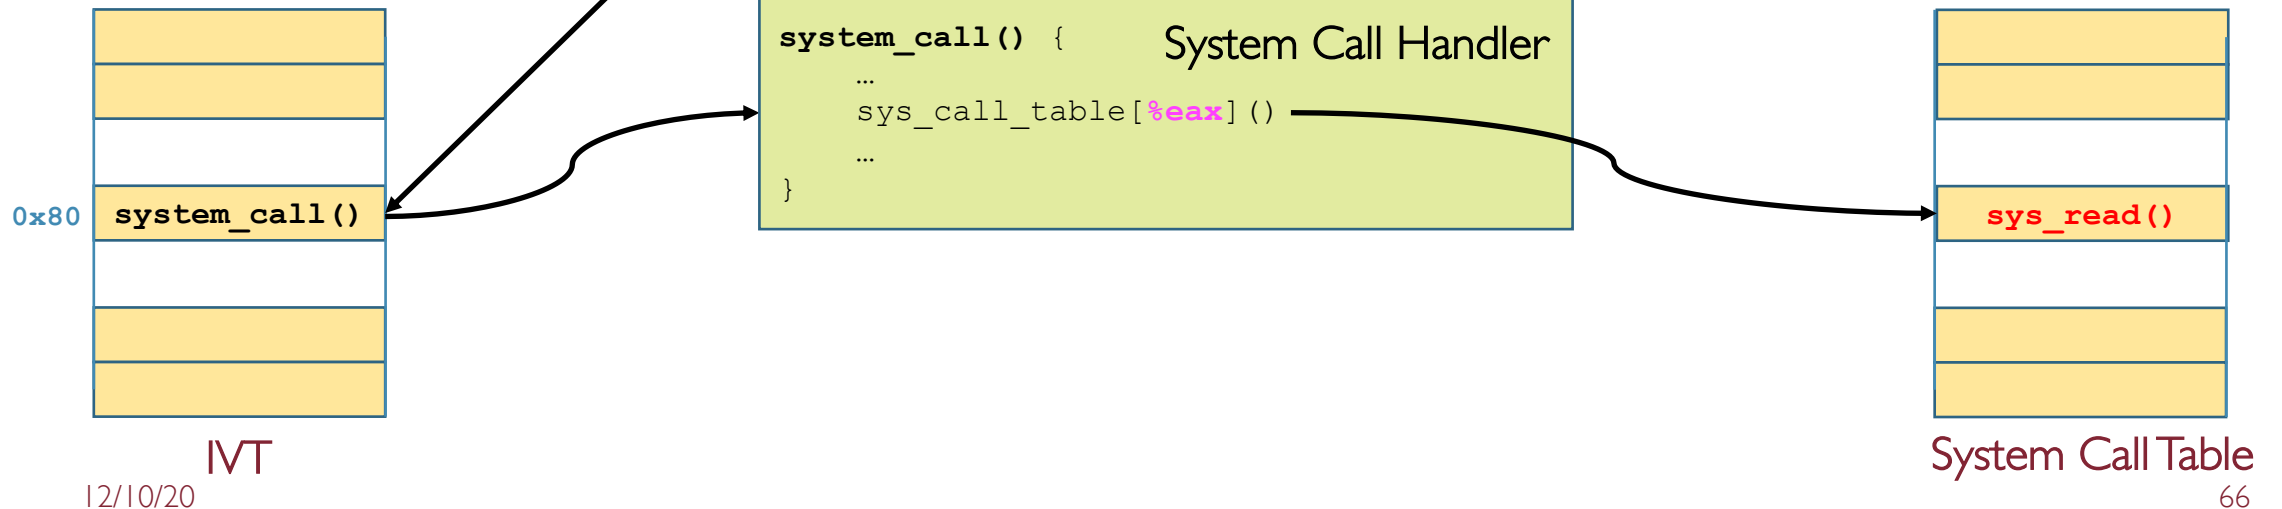 system_call() {
System Call Handler
…
sys_call_table[%eax]()
…
}
0x80
system_call()
sys_read()
IVT
System Call Table
12/10/20
66